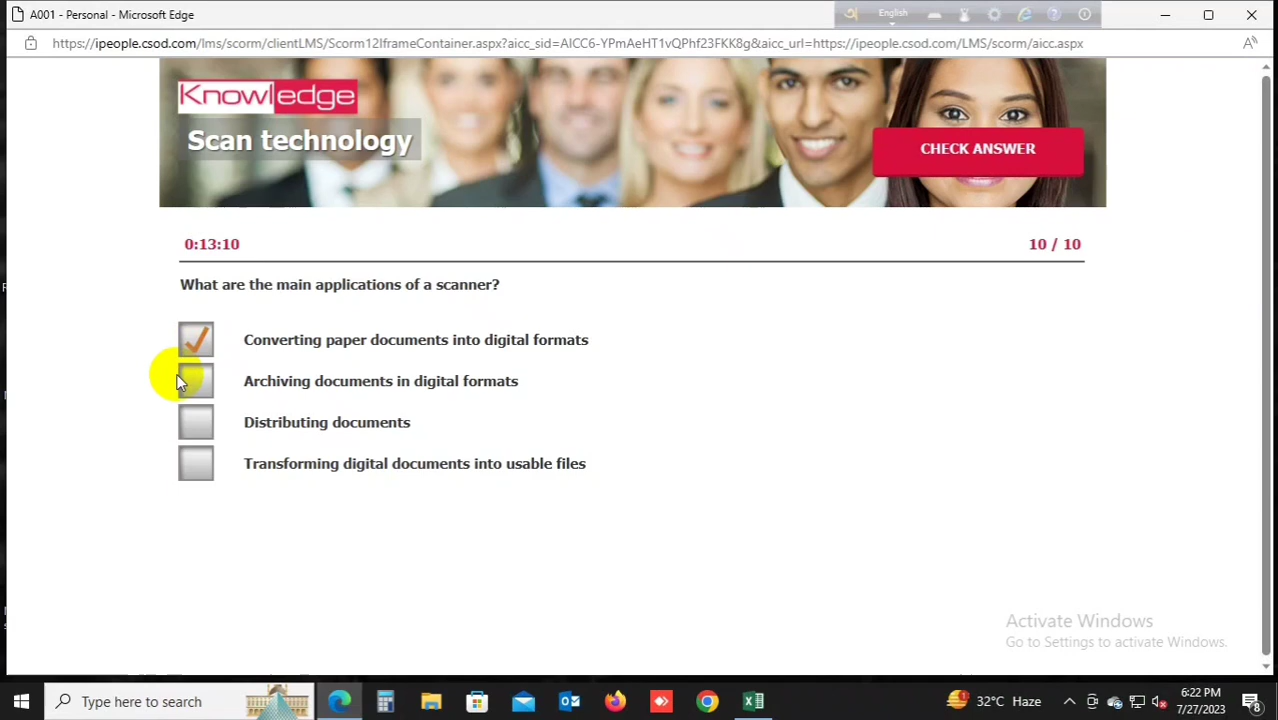 A001 - Personal - Microsoft Edge
English
https://ipeople.csod.com/lms/scorm/clientLMS/Scorm12IframeContainer.aspx?aicc_sid=AICC6-YPmAeHT1vQPhf23FKK8g&aicc_url=https://ipeople.csod.com/LMS/scorm/aicc.aspx
Knowledge
Scan technology
CHECK ANSWER
0:13:10
10 / 10
What are the main applications of a scanner?
Converting paper documents into digital formats
Archiving documents in digital formats
Distributing documents
Transforming digital documents into usable files
Activate Windows
Go to Settings to activate Windows.
Type here to search
32°C Haze
6:22 PM
7/27/2023
8